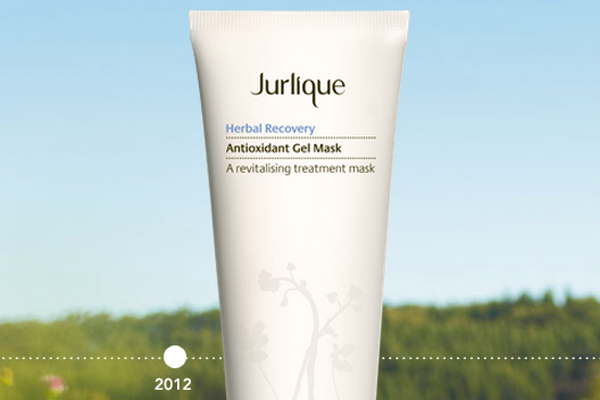 Jurlique
Herbal Recovery
Antioxidant Gel Mask
A revitalising treatment mask
2012